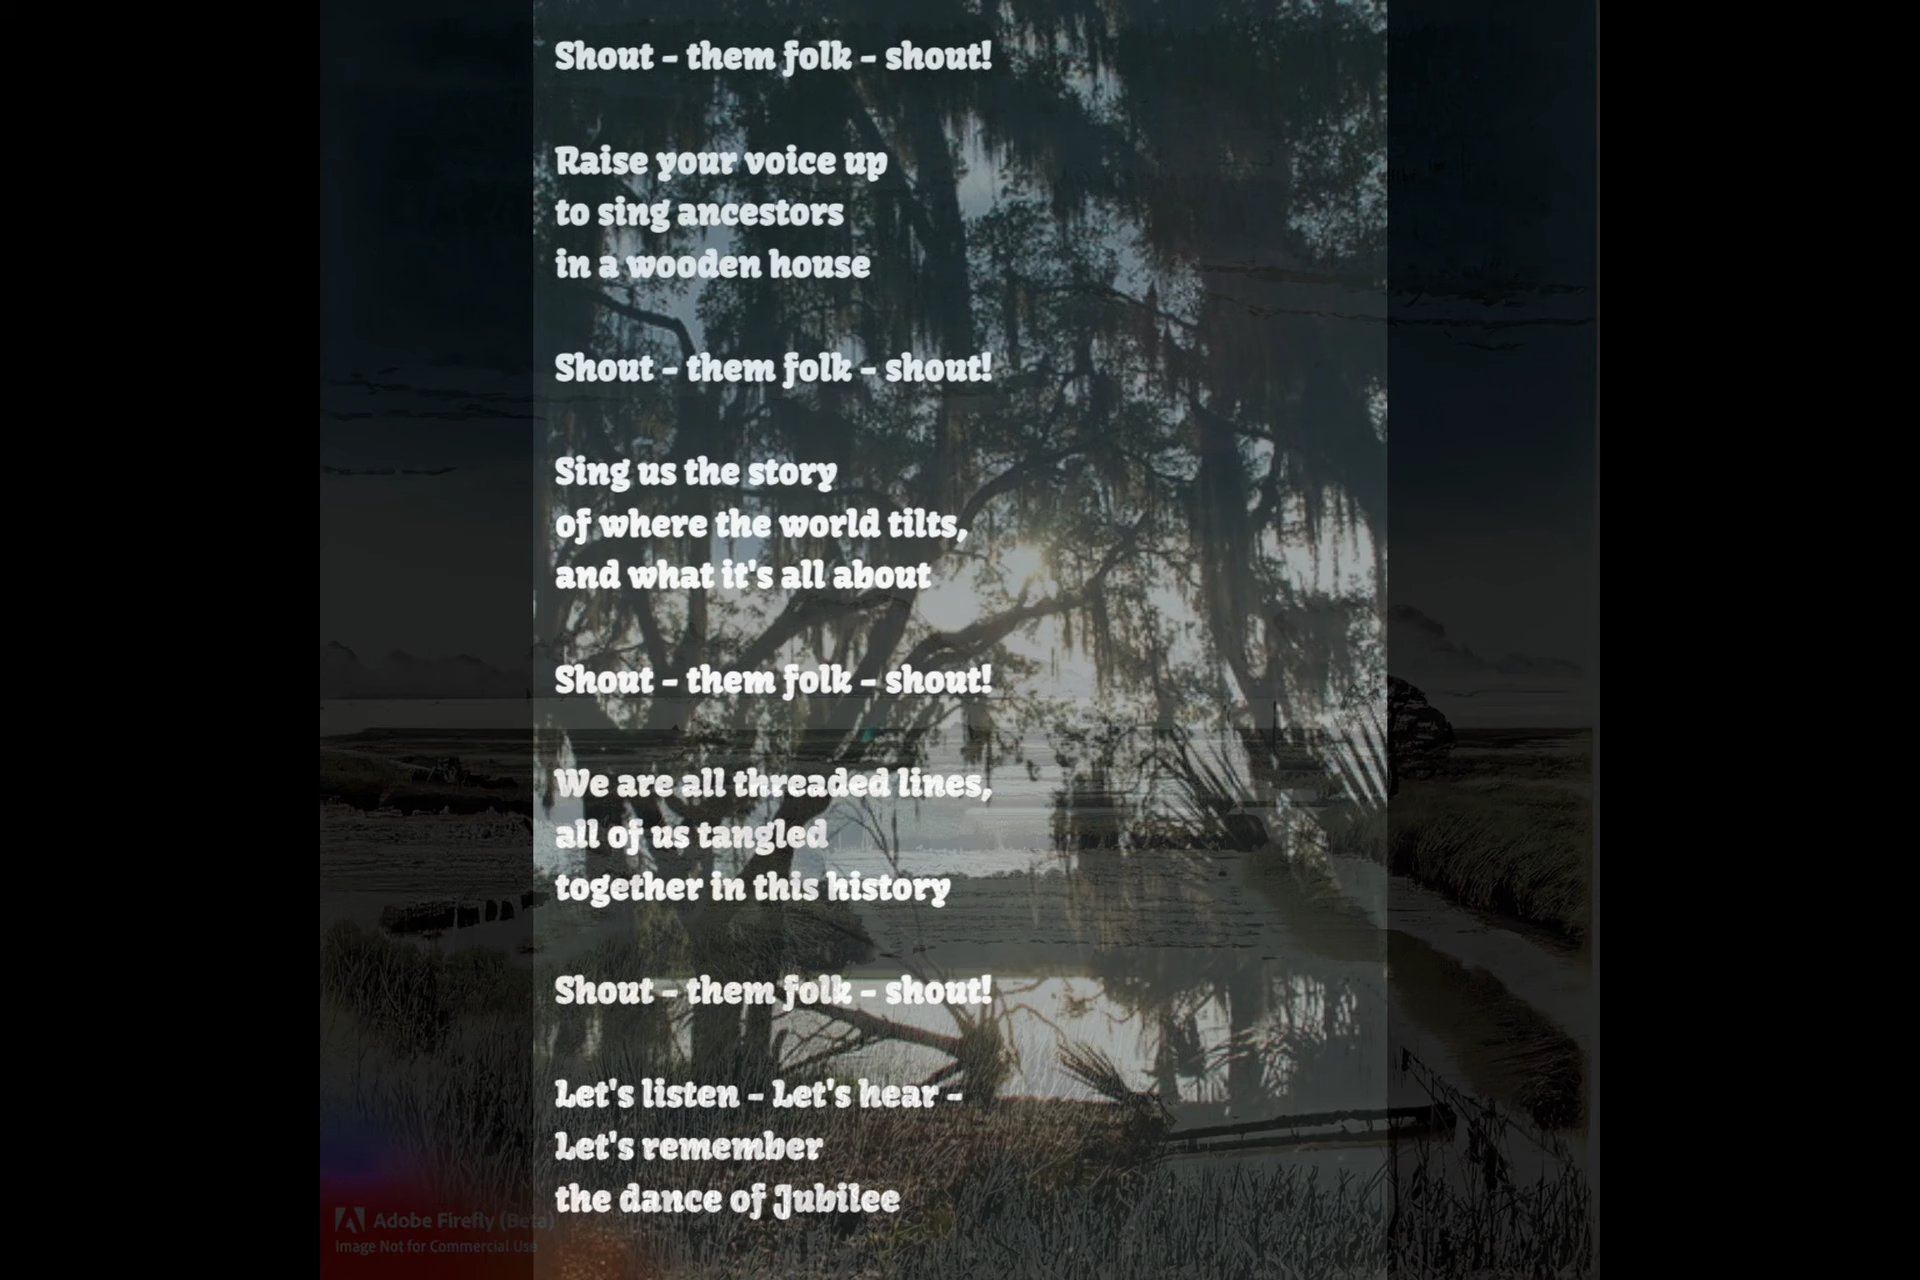 Shout - them folk - shout!
Raise your voice up
to sing ancestors
in a wooden house
Shout - them folk - shout!
Sing us the story
of where the world tilts,
and what it's all about
Shout - them folk - shout!
We are all threaded lines,
all of us tangled
together in this history
Shout - them folk - shout!
Let's listen - Let's hear -
Let's remember
the dance of Jubilee
Adobe Firefly (Beta)
Image Not for Commercial Use